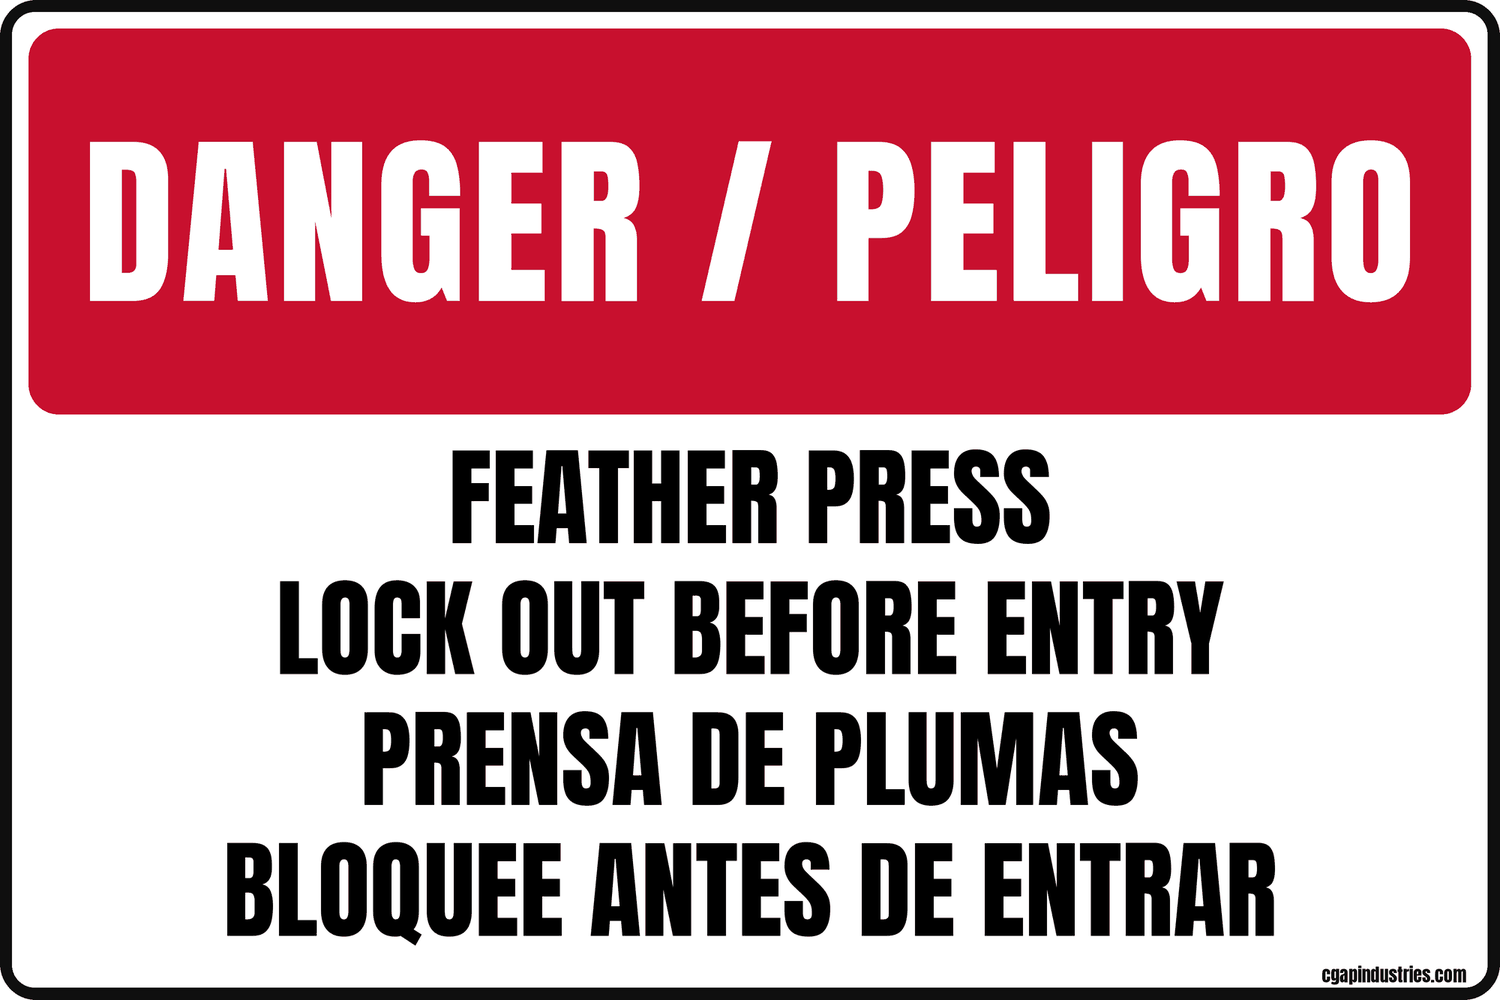 DANGER / PELIGRO
FEATHER PRESS
LOCK OUT BEFORE ENTRY
PRENSA DE PLUMAS
BLOQUEE ANTES DE ENTRAR
cgapindustries.com